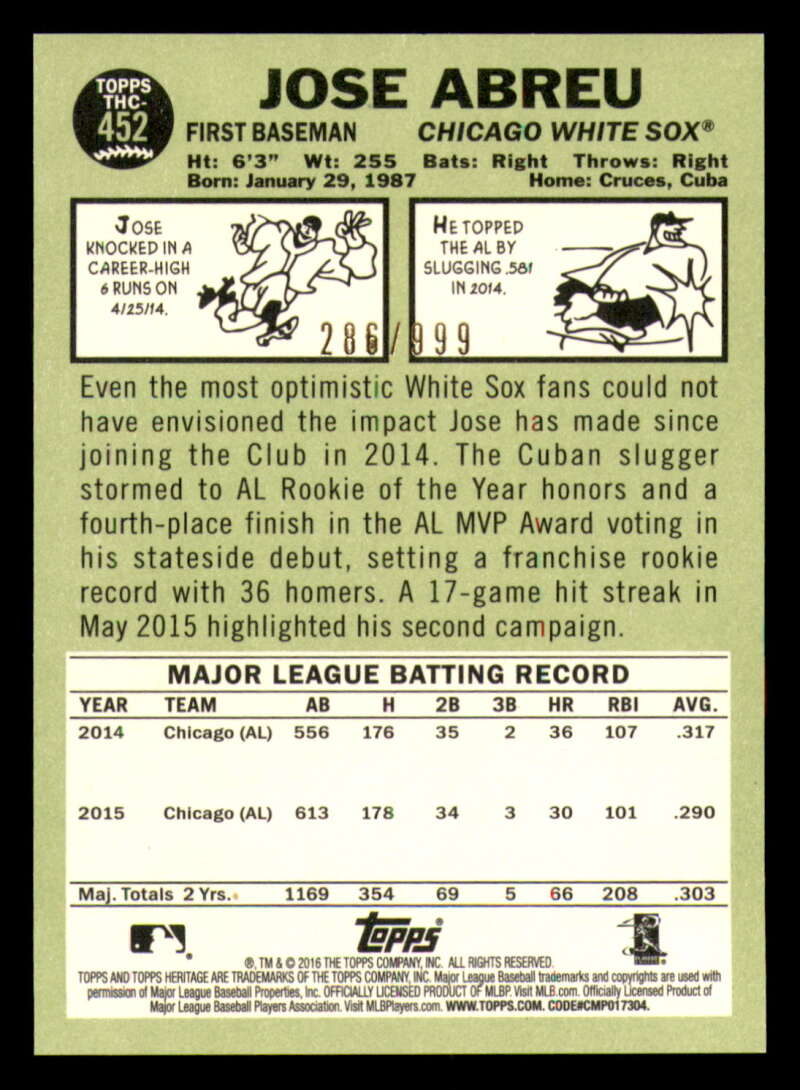 TOPPS
THC-
452
JOSE ABREU
FIRST BASEMAN CHICAGO WHITE SOX®
Ht: 6'3" Wt: 255 Bats: Right Throws: Right
Born: January 29, 1987 Home: Cruces, Cuba
JOSE
KNOCKED IN A
CAREER-HIGH
6 RUNS ON
4/25/14.
HE TOPPED
THE AL BY
SLUGGING .581
IN 2014.
286/999
Even the most optimistic White Sox fans could not
have envisioned the impact Jose has made since
joining the Club in 2014. The Cuban slugger
stormed to AL Rookie of the Year honors and a
fourth-place finish in the AL MVP Award voting in
his stateside debut, setting a franchise rookie
record with 36 homers. A 17-game hit streak in
May 2015 highlighted his second campaign.
MAJOR LEAGUE BATTING RECORD
YEAR TEAM AB H 2B 3B HR RBI AVG.
2014 Chicago (AL) 556 176 35 2 36 107 .317
2015 Chicago (AL) 613 178 34 3 30 101 .290
Maj. Totals 2 Yrs. 1169 354 69 5 66 208 .303
Topps®
®, TM & © 2016 THE TOPPS COMPANY, INC. ALL RIGHTS RESERVED.
TOPPS AND TOPPS HERITAGE ARE TRADEMARKS OF THE TOPPS COMPANY, INC. Major League Baseball trademarks and copyrights are used with
permission of Major League Baseball Properties, Inc. OFFICIALLY LICENSED PRODUCT OF MLBP. Visit MLB.com. Officially Licensed Product of
Major League Baseball Players Association. Visit MLBPlayers.com. WWW.TOPPS.COM. CODE#CMP017304.